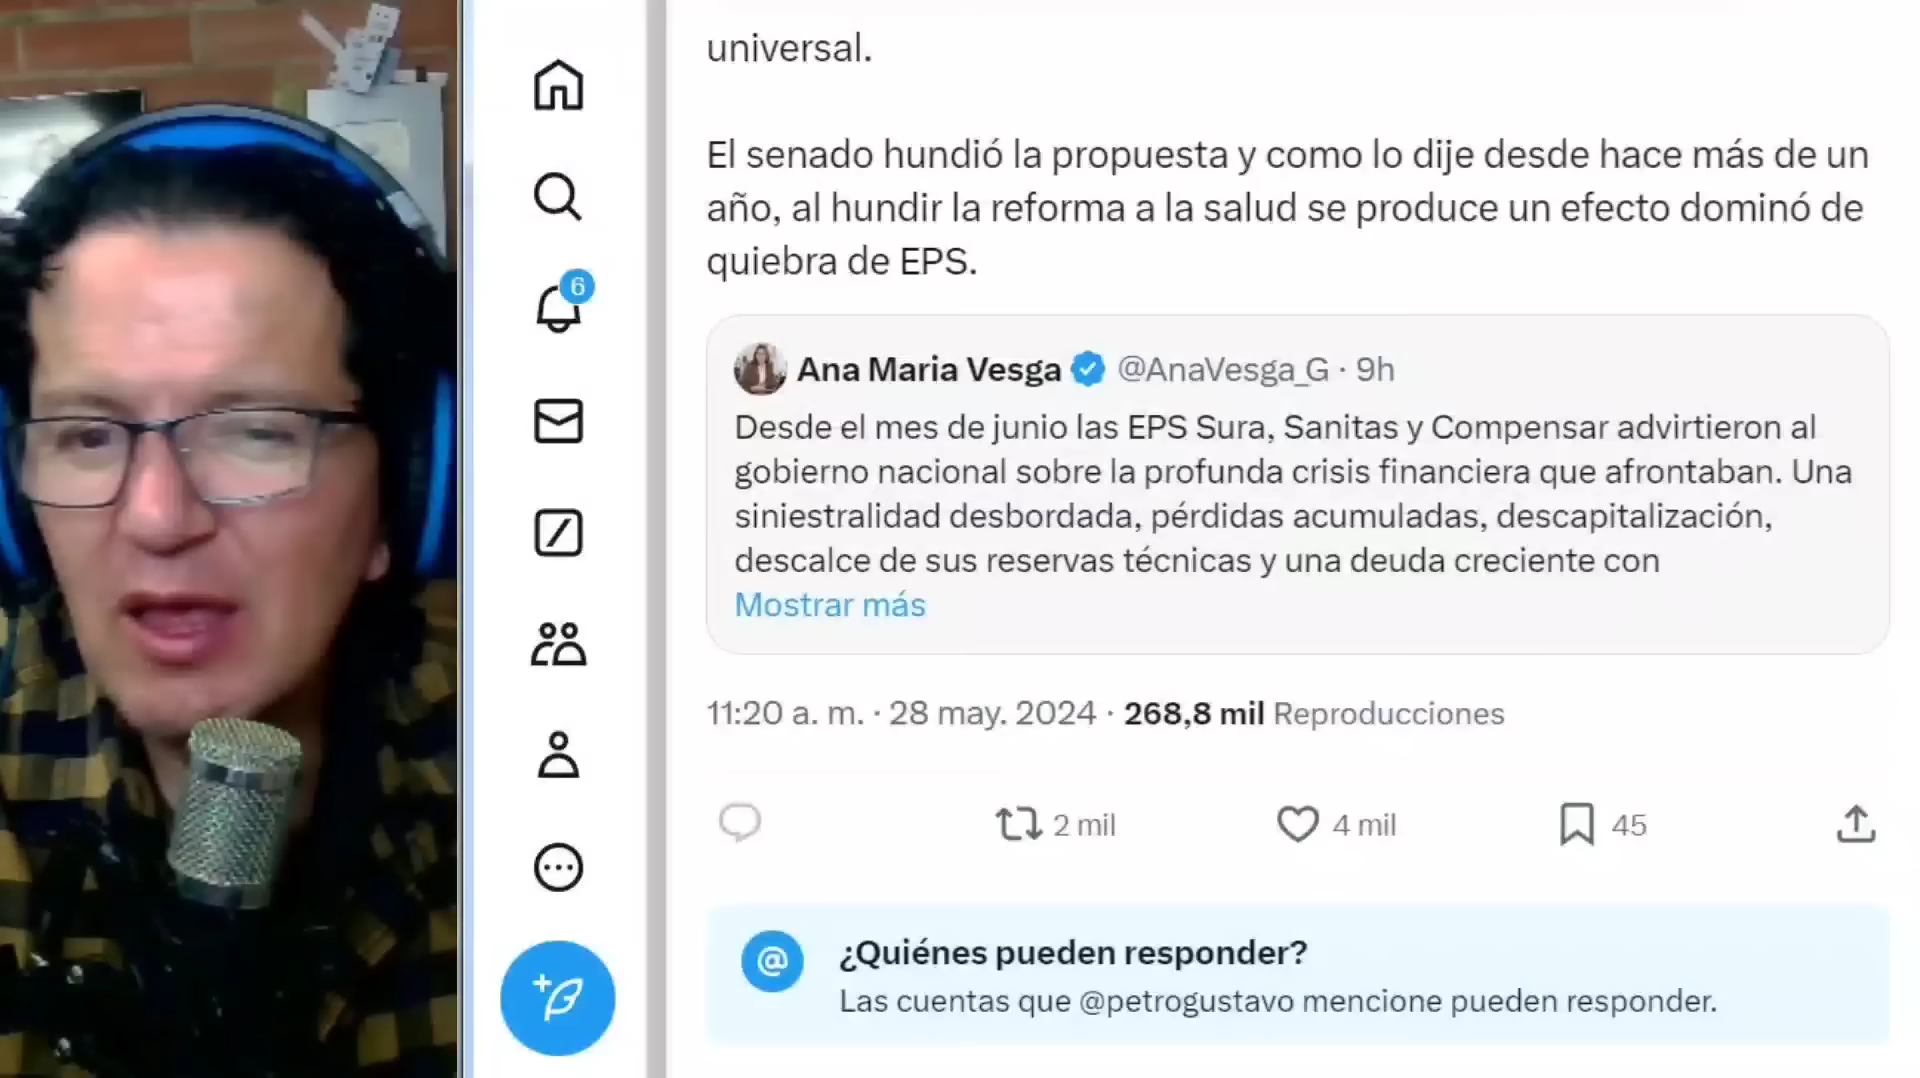 universal.
El senado hundió la propuesta y como lo dije desde hace más de un
año, al hundir la reforma a la salud se produce un efecto dominó de
quiebra de EPS.
Ana Maria Vesga @AnaVesga_G · 9h
Desde el mes de junio las EPS Sura, Sanitas y Compensar advirtieron al
gobierno nacional sobre la profunda crisis financiera que afrontaban. Una
siniestralidad desbordada, pérdidas acumuladas, descapitalización,
descalce de sus reservas técnicas y una deuda creciente con
Mostrar más
11:20 a. m. · 28 may. 2024 · 268,8 mil Reproducciones
2 mil 4 mil 45
¿Quiénes pueden responder?
Las cuentas que @petrogustavo mencione pueden responder.
6
@